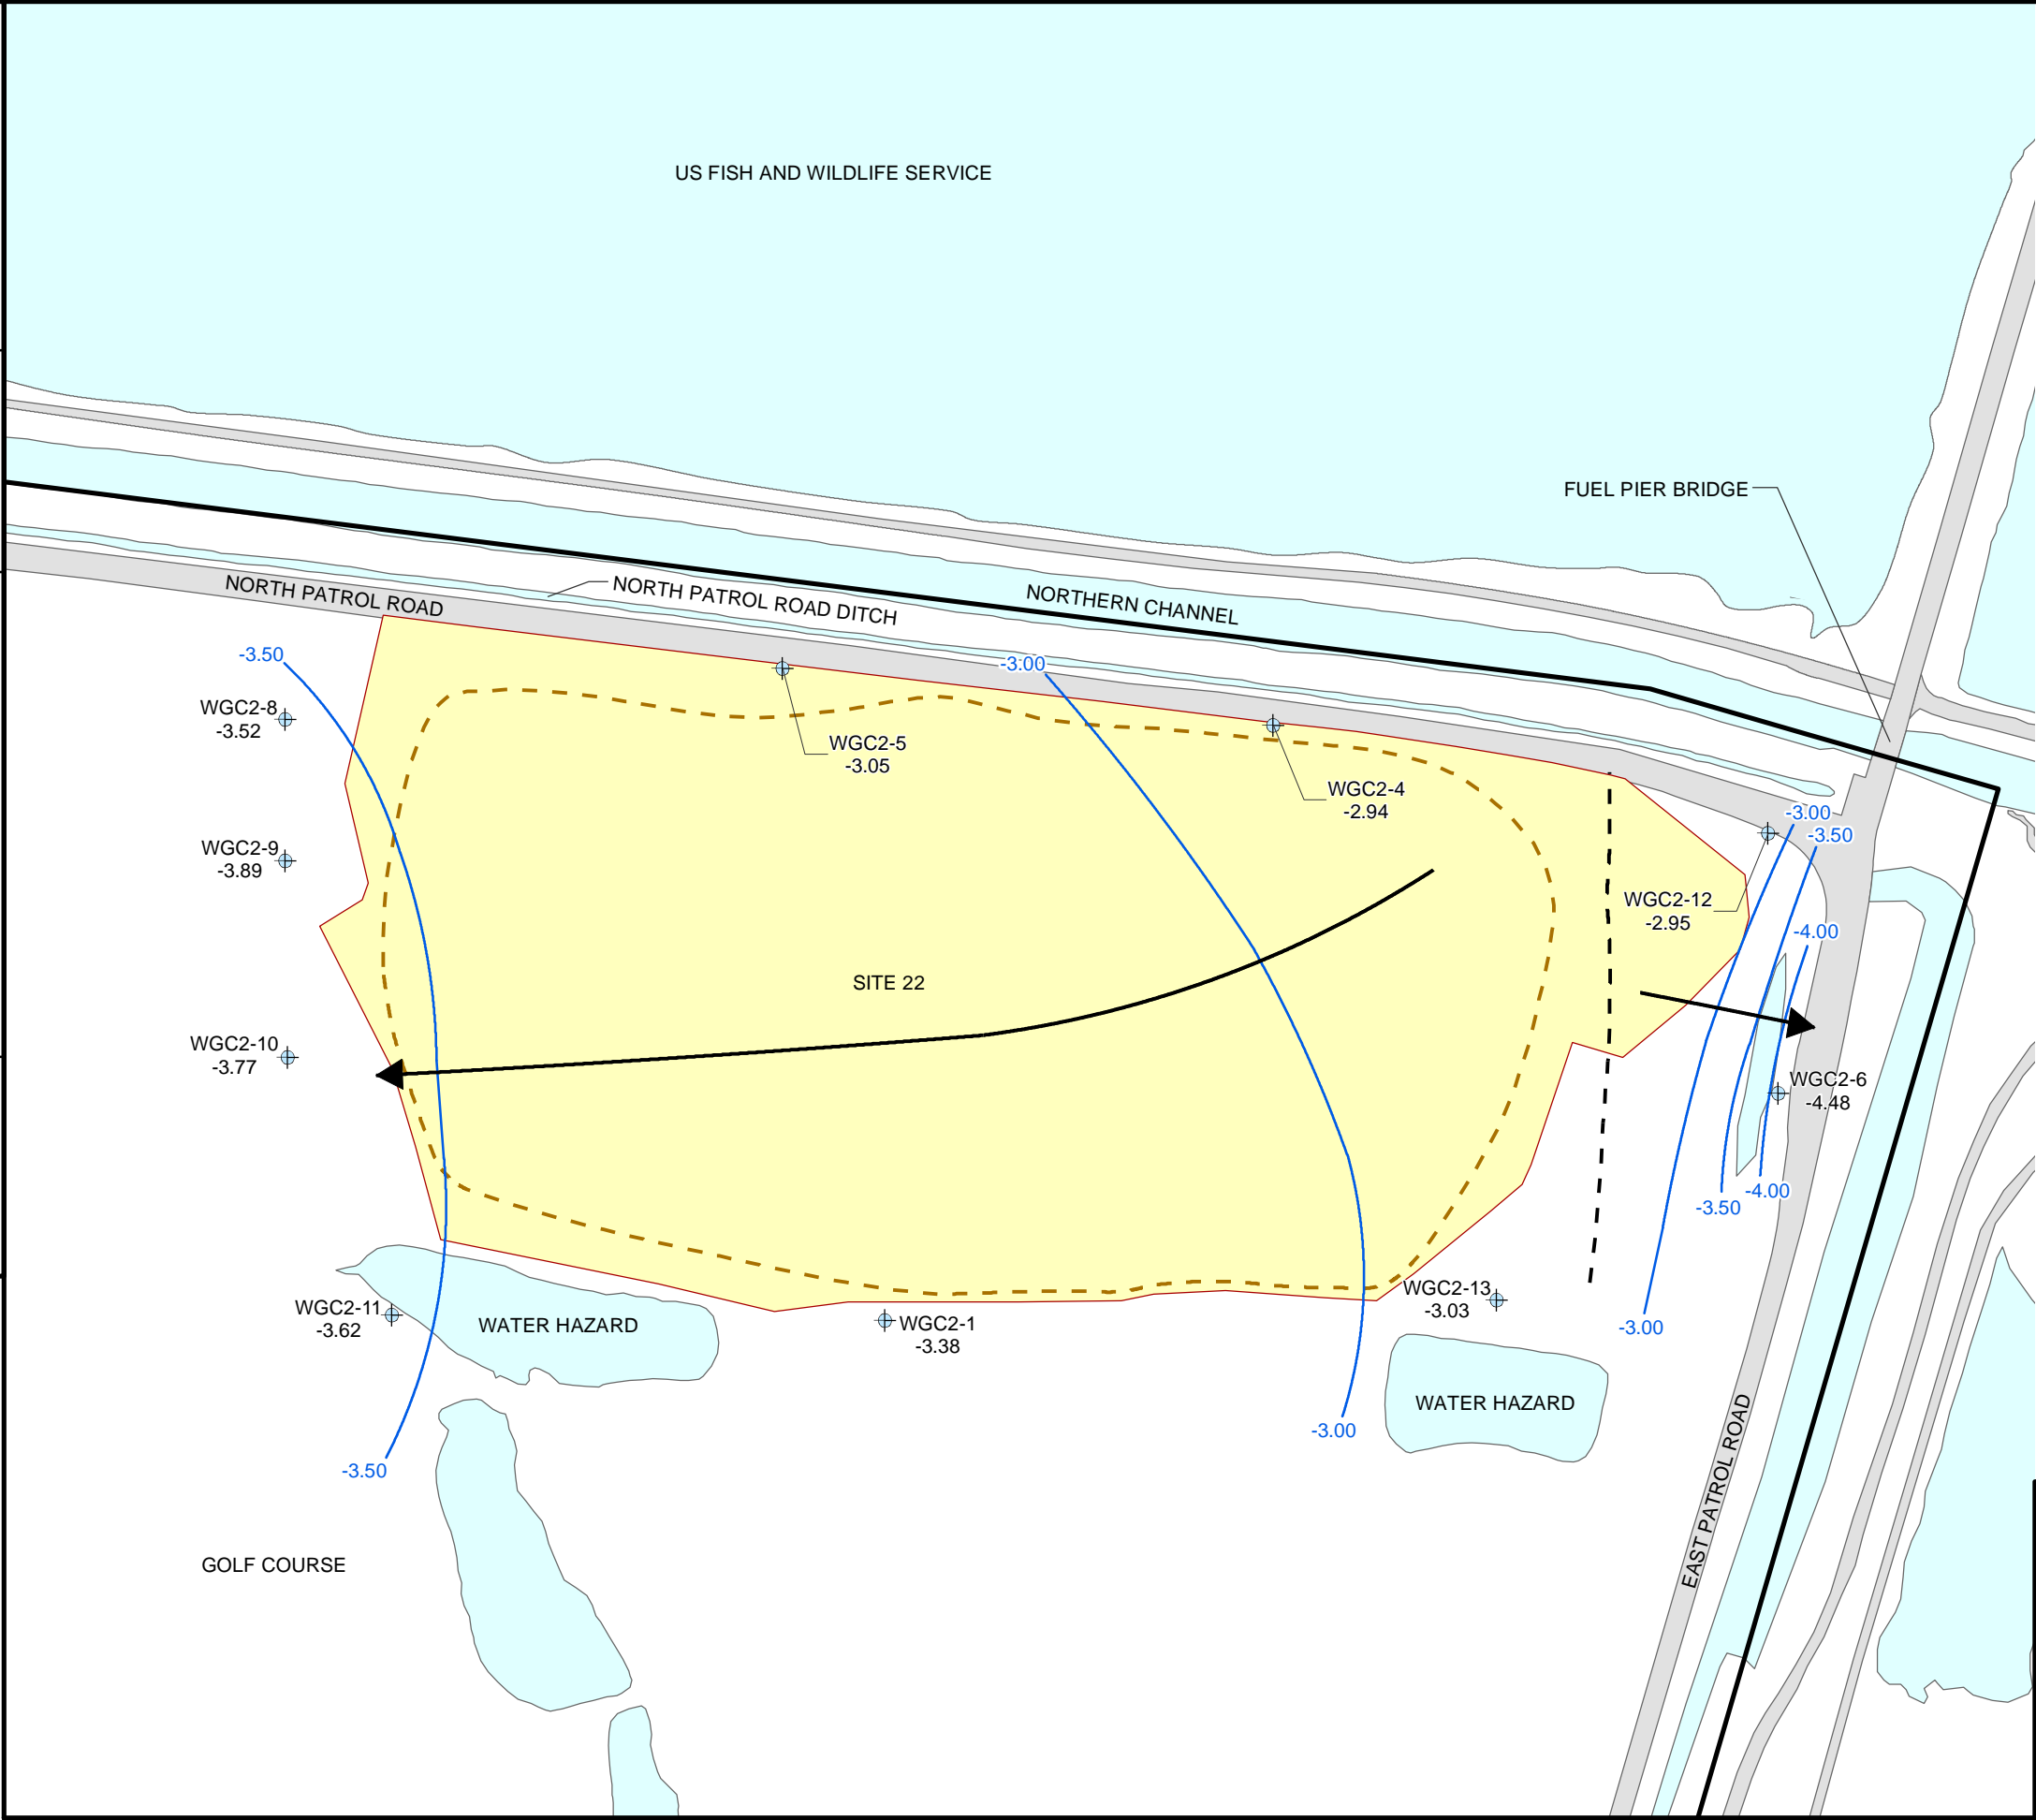 US FISH AND WILDLIFE SERVICE
FUEL PIER BRIDGE
NORTH PATROL ROAD
NORTH PATROL ROAD DITCH
NORTHERN CHANNEL
-3.50
-3.00
WGC2-8
-3.52
WGC2-5
-3.05
WGC2-4
-2.94
-3.00
-3.50
WGC2-9
-3.89
WGC2-12
-2.95
-4.00
SITE 22
WGC2-10
-3.77
WGC2-6
-4.48
-4.00
-3.50
WGC2-13
-3.03
WGC2-11
-3.62
WATER HAZARD
WGC2-1
-3.38
-3.00
WATER HAZARD
-3.00
-3.50
EAST PATROL ROAD
GOLF COURSE